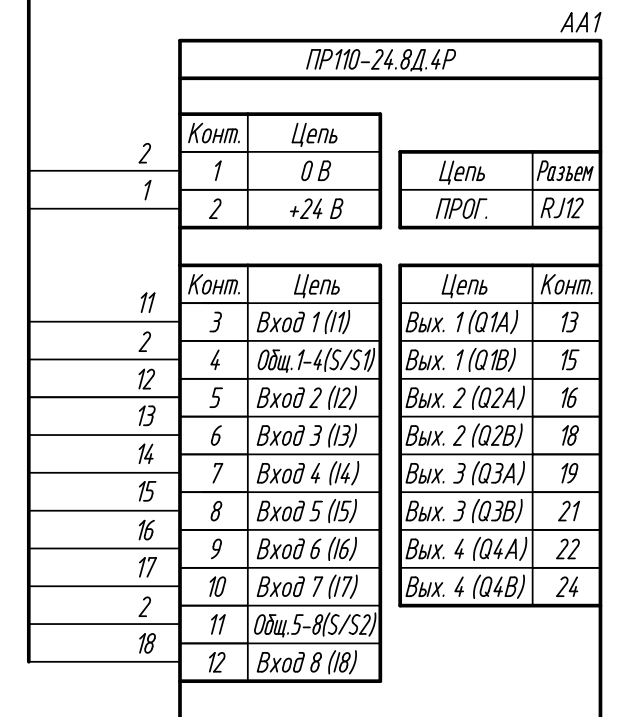 АА1
ПР110-24.8Д.4Р
Конт. Цепь
2 1 0 В
1 2 +24 В
Цепь Разъем
ПРОГ. RJ12
Конт. Цепь
11 3 Вход 1 (I1)
2 4 Общ.1-4(S/S1)
12 5 Вход 2 (I2)
13 6 Вход 3 (I3)
14 7 Вход 4 (I4)
15 8 Вход 5 (I5)
16 9 Вход 6 (I6)
17 10 Вход 7 (I7)
2 11 Общ.5-8(S/S2)
18 12 Вход 8 (I8)
Цепь Конт.
Вых. 1 (Q1A) 13
Вых. 1 (Q1B) 15
Вых. 2 (Q2A) 16
Вых. 2 (Q2B) 18
Вых. 3 (Q3A) 19
Вых. 3 (Q3B) 21
Вых. 4 (Q4A) 22
Вых. 4 (Q4B) 24